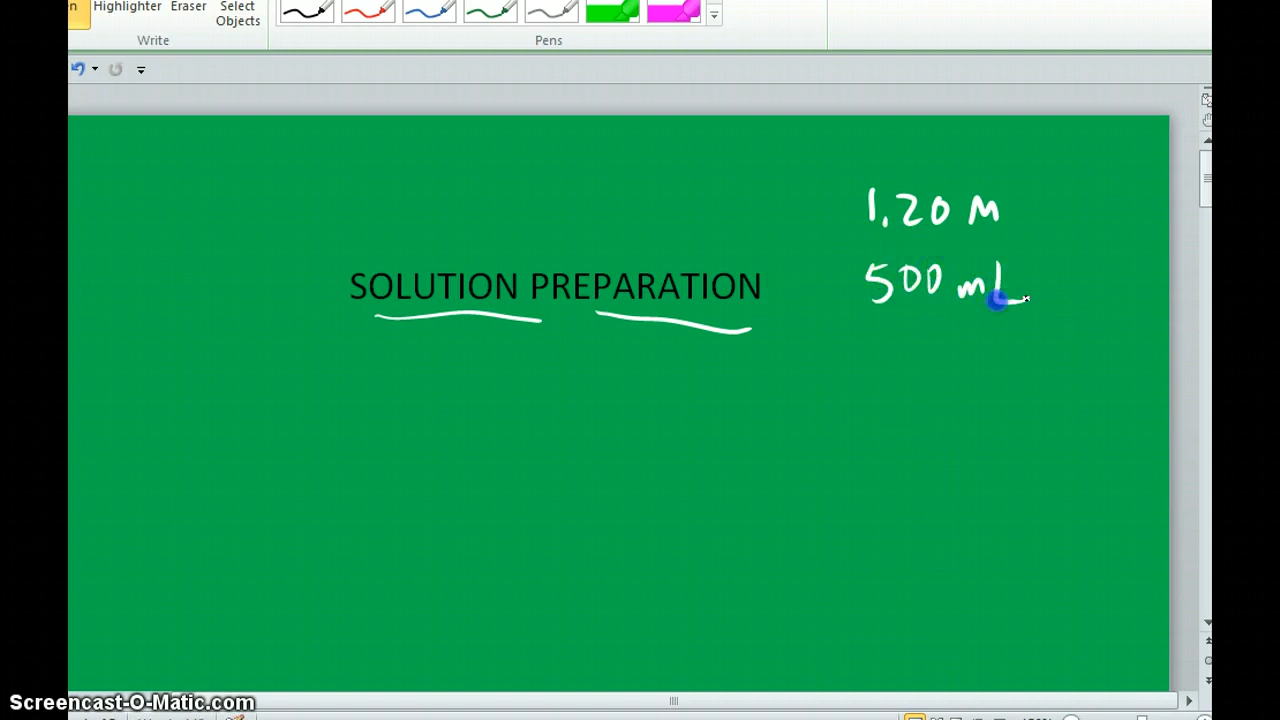 Highlighter Eraser Select
Objects
Write
Pens
1.20 M
SOLUTION PREPARATION
500 mL
Screencast-O-Matic.com